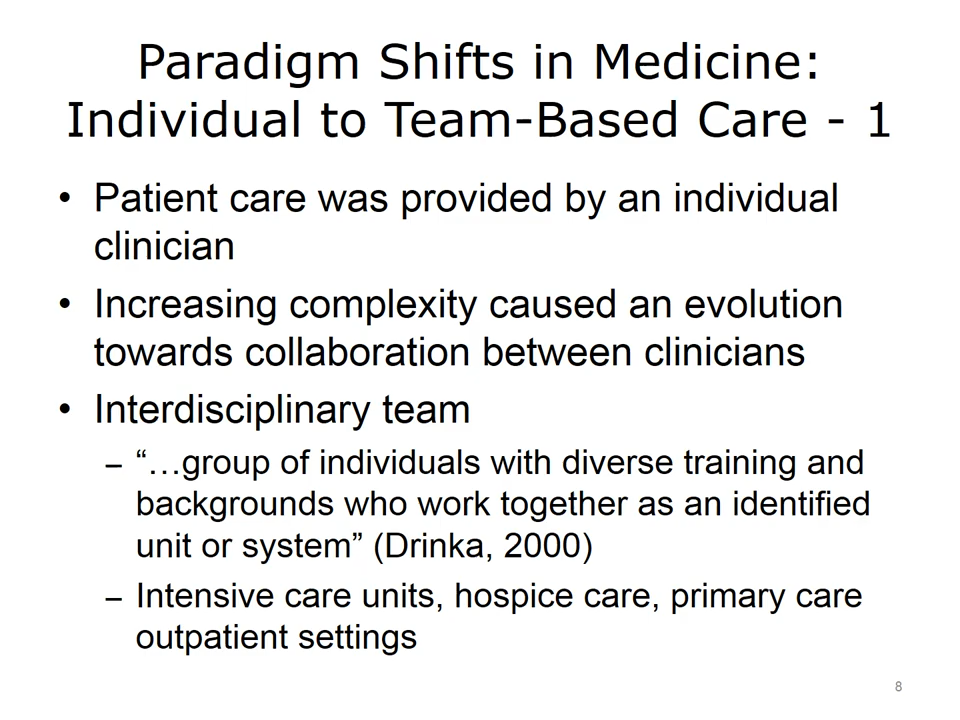 Paradigm Shifts in Medicine:
Individual to Team-Based Care - 1
• Patient care was provided by an individual
clinician
• Increasing complexity caused an evolution
towards collaboration between clinicians
• Interdisciplinary team
– “…group of individuals with diverse training and
backgrounds who work together as an identified
unit or system” (Drinka, 2000)
– Intensive care units, hospice care, primary care
outpatient settings
8